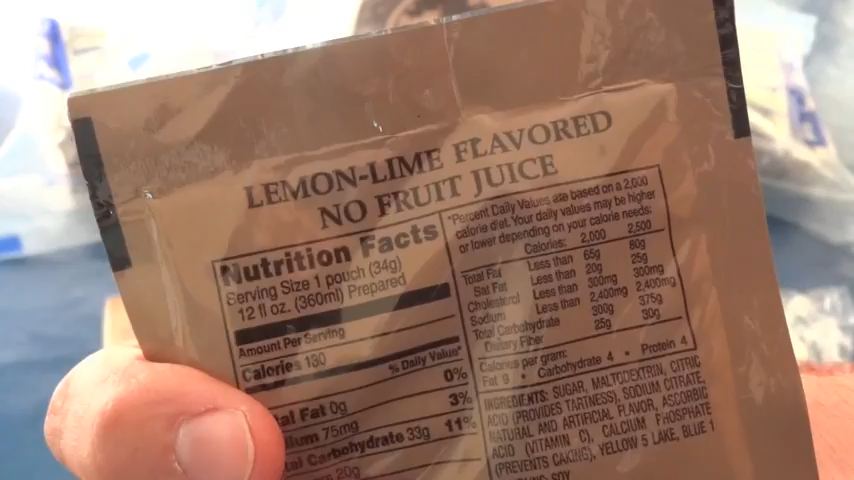 LEMON-LIME FLAVORED
NO FRUIT JUICE
Nutrition Facts
Serving Size 1 pouch (34g)
12 fl oz. (360ml) Prepared
Amount Per Serving
Calories 130
% Daily Value*
al Fat 0g 0%
ium 75mg 3%
al Carbohydrate 33g 11%
20g
*Percent Daily Values are based on a 2,000
calorie diet. Your daily values may be higher
or lower depending on your calorie needs:
Calories: 2,000 2,500
Total Fat Less than 65g 80g
Sat Fat Less than 20g 25g
Cholesterol Less than 300mg 300mg
Sodium Less than 2,400mg 2,400mg
Total Carbohydrate 300g 375g
Dietary Fiber 25g 30g
Calories per gram:
Fat 9 • Carbohydrate 4 • Protein 4
INGREDIENTS: SUGAR, MALTODEXTRIN, CITRIC
ACID (PROVIDES TARTNESS), SODIUM CITRATE,
NATURAL AND ARTIFICIAL FLAVOR, ASCORBIC
ACID (VITAMIN C), CALCIUM PHOSPHATE
(PREVENTS CAKING), YELLOW 5 LAKE, BLUE 1
SOY